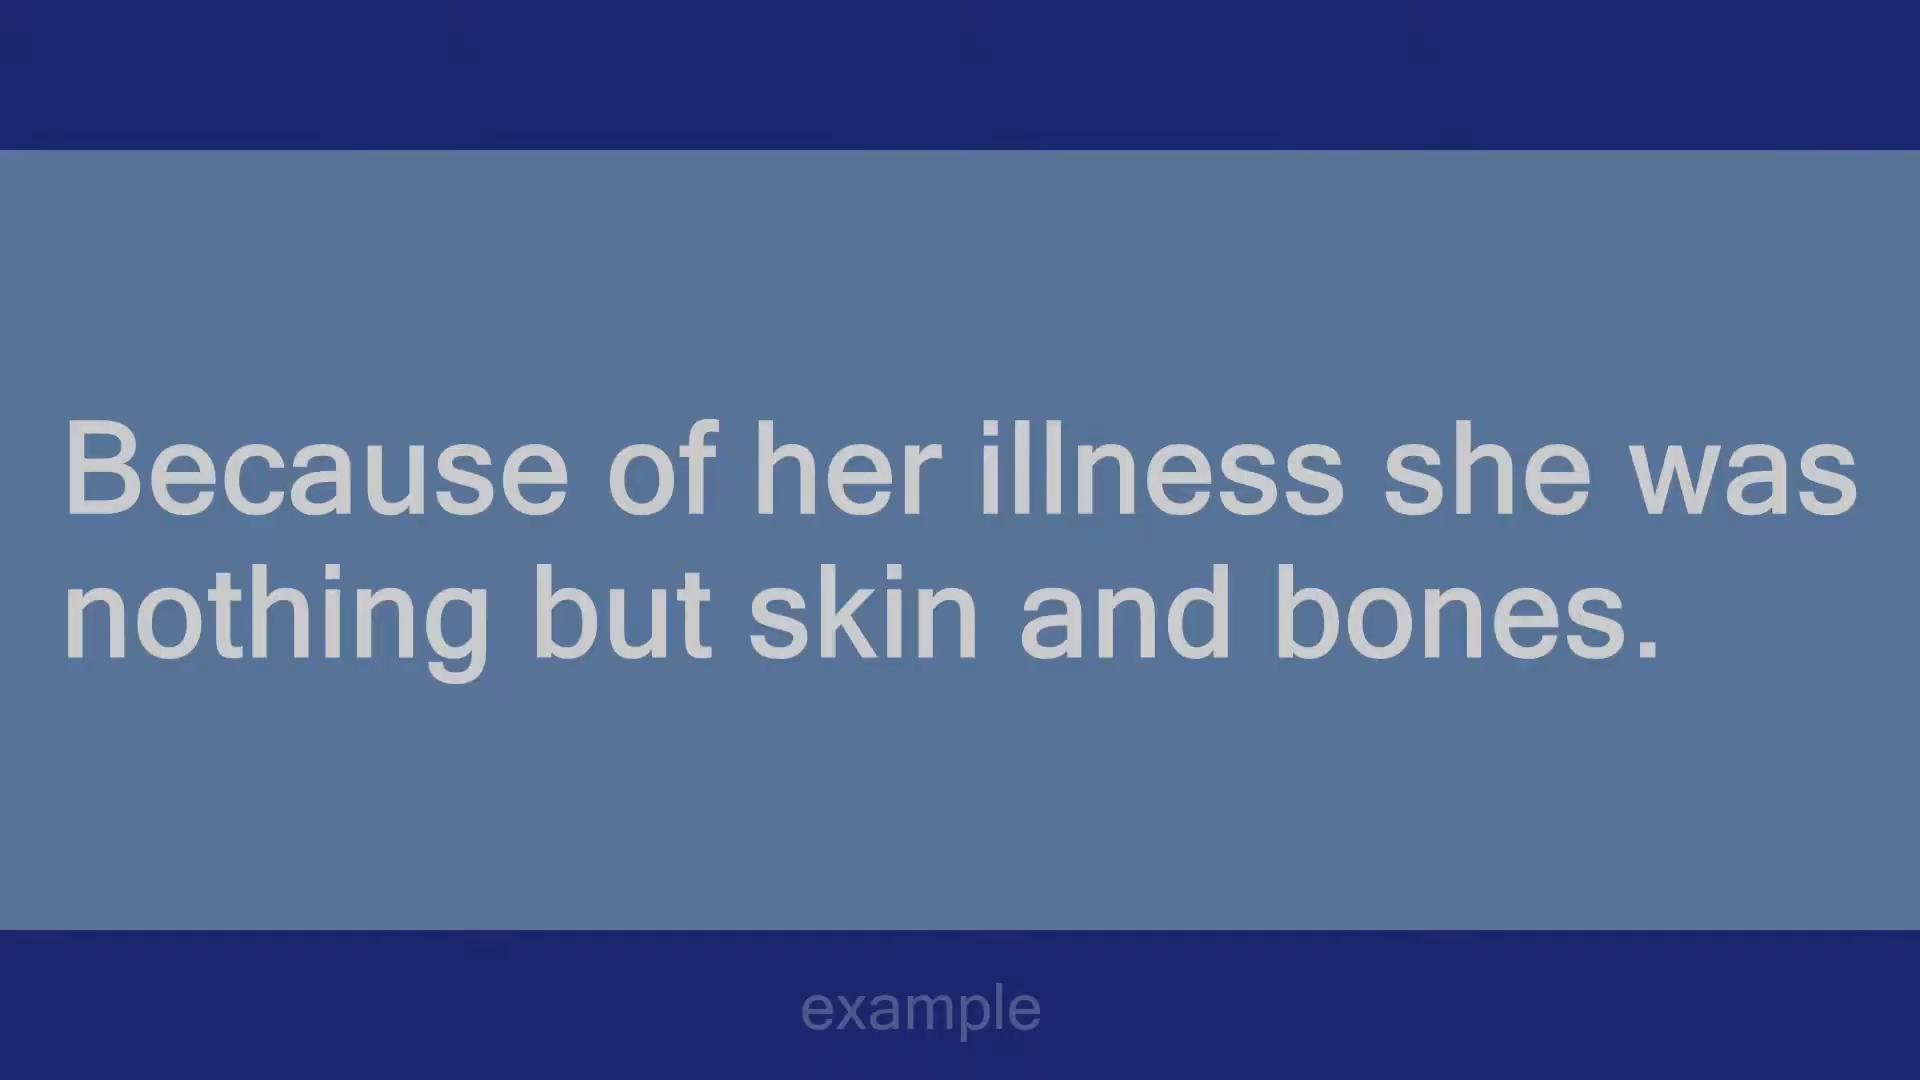 Because of her illness she was
nothing but skin and bones.
example